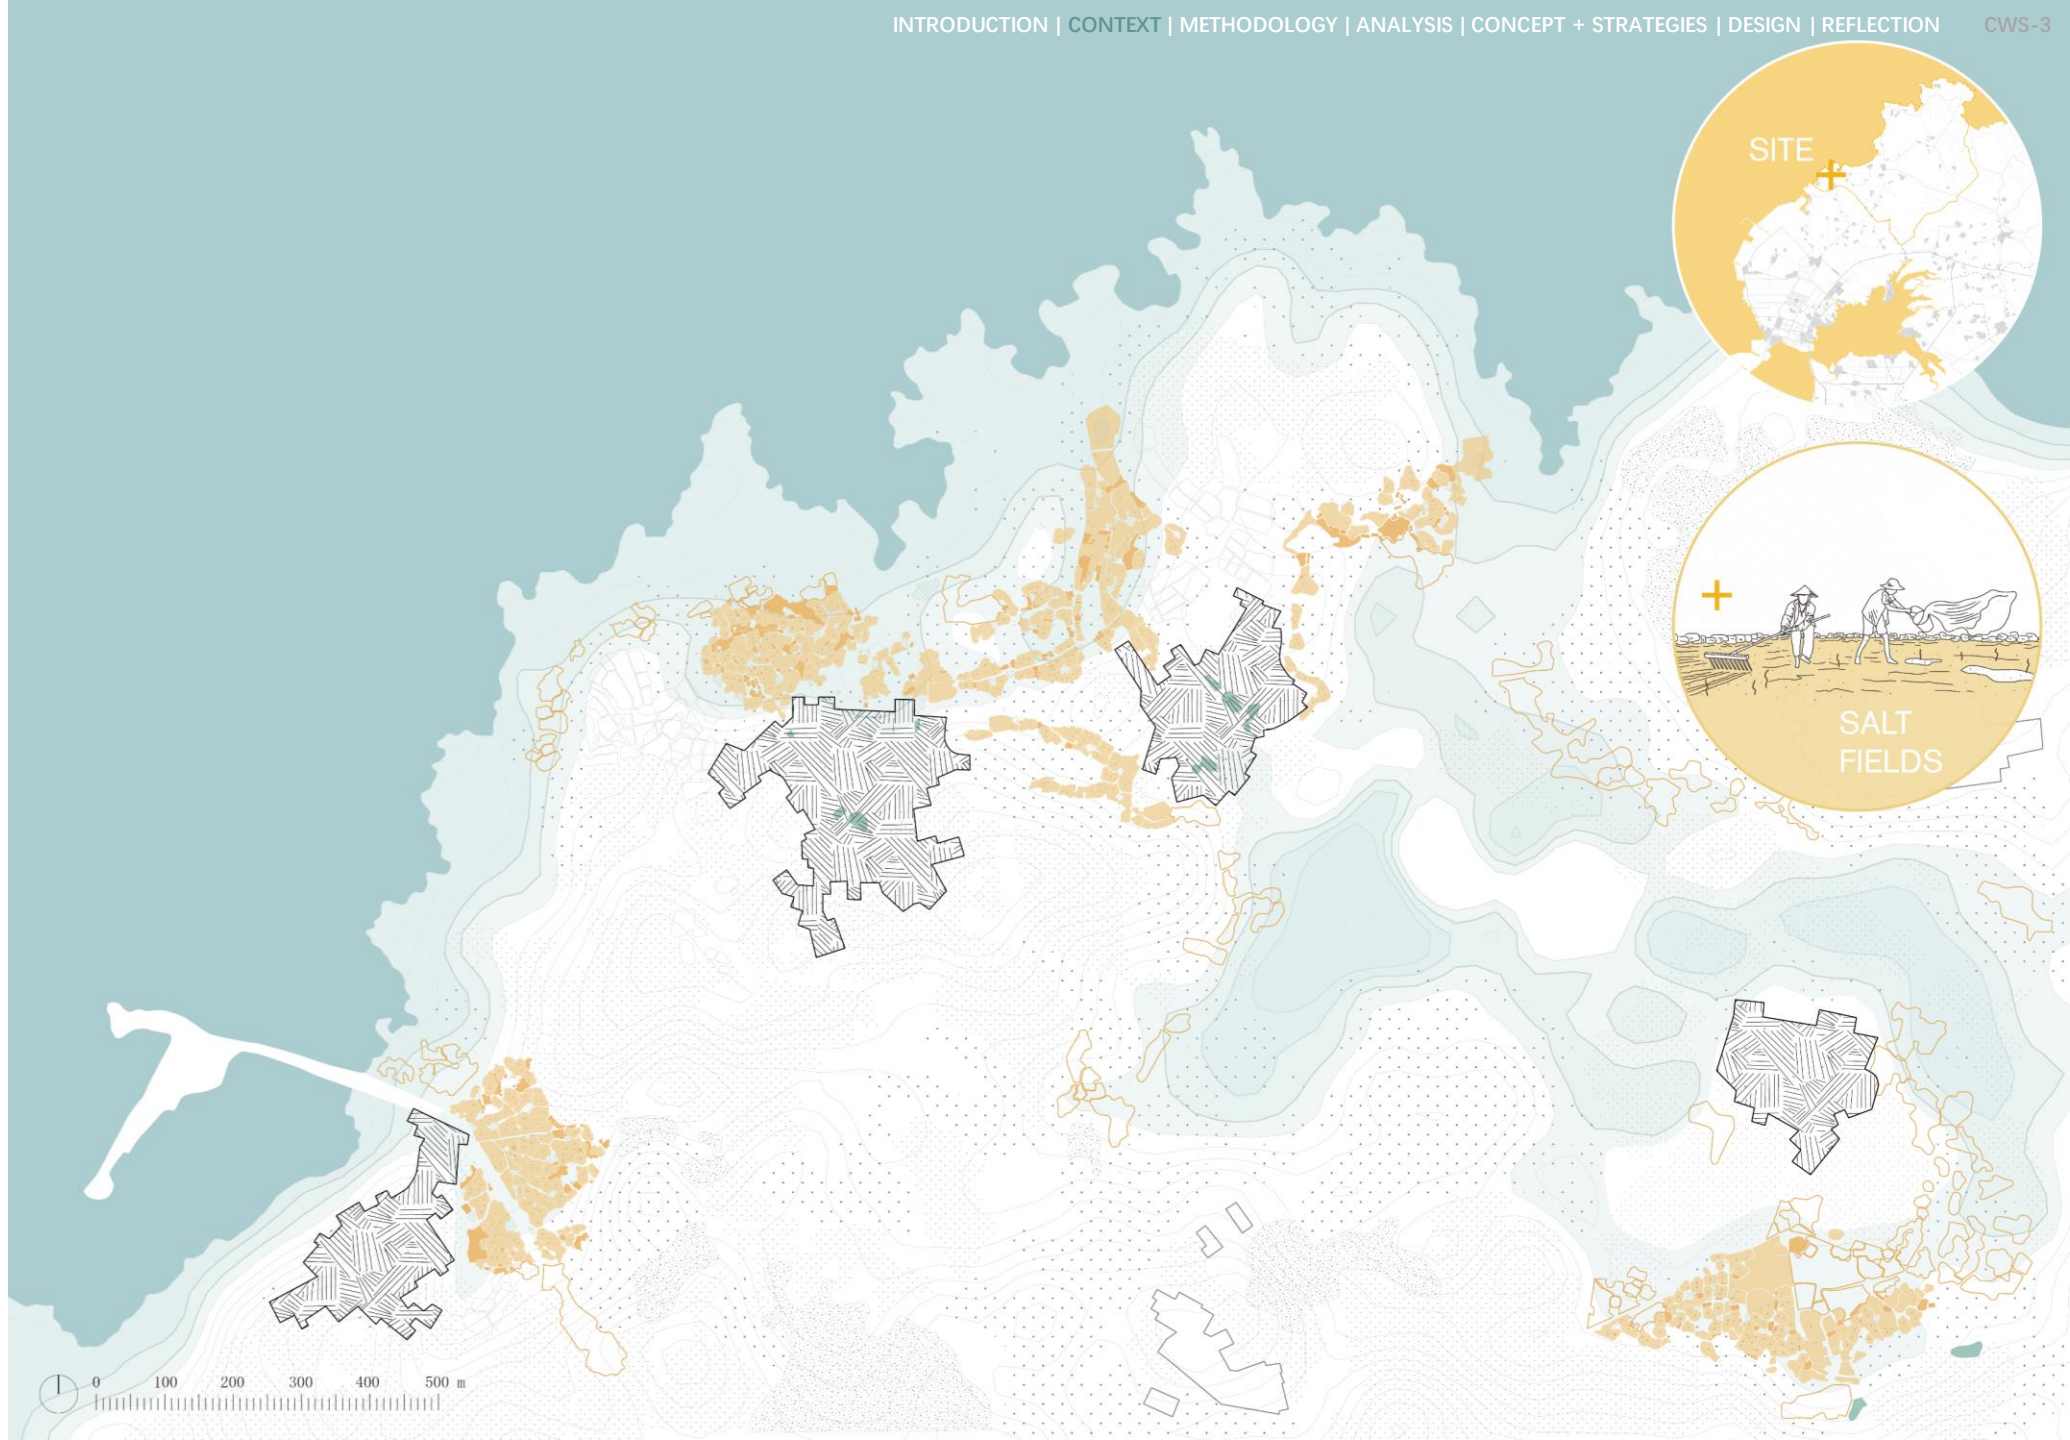 INTRODUCTION | CONTEXT | METHODOLOGY | ANALYSIS | CONCEPT + STRATEGIES | DESIGN | REFLECTION CWS-3
SITE
SALT
FIELDS
0 100 200 300 400 500 m